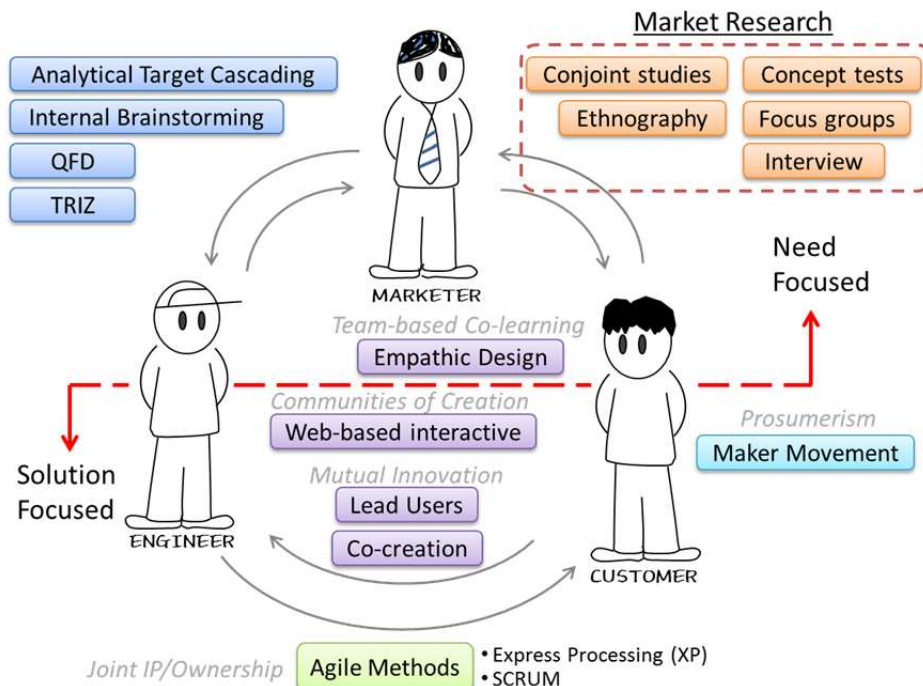 Market Research
Analytical Target Cascading
Internal Brainstorming
QFD
TRIZ
Conjoint studies
Concept tests
Ethnography
Focus groups
Interview
MARKETER
Need
Focused
Team-based Co-learning
Empathic Design
Communities of Creation
Web-based interactive
Prosumerism
Maker Movement
Solution
Focused
Mutual Innovation
Lead Users
Co-creation
ENGINEER
CUSTOMER
Joint IP/Ownership
Agile Methods
• Express Processing (XP)
• SCRUM